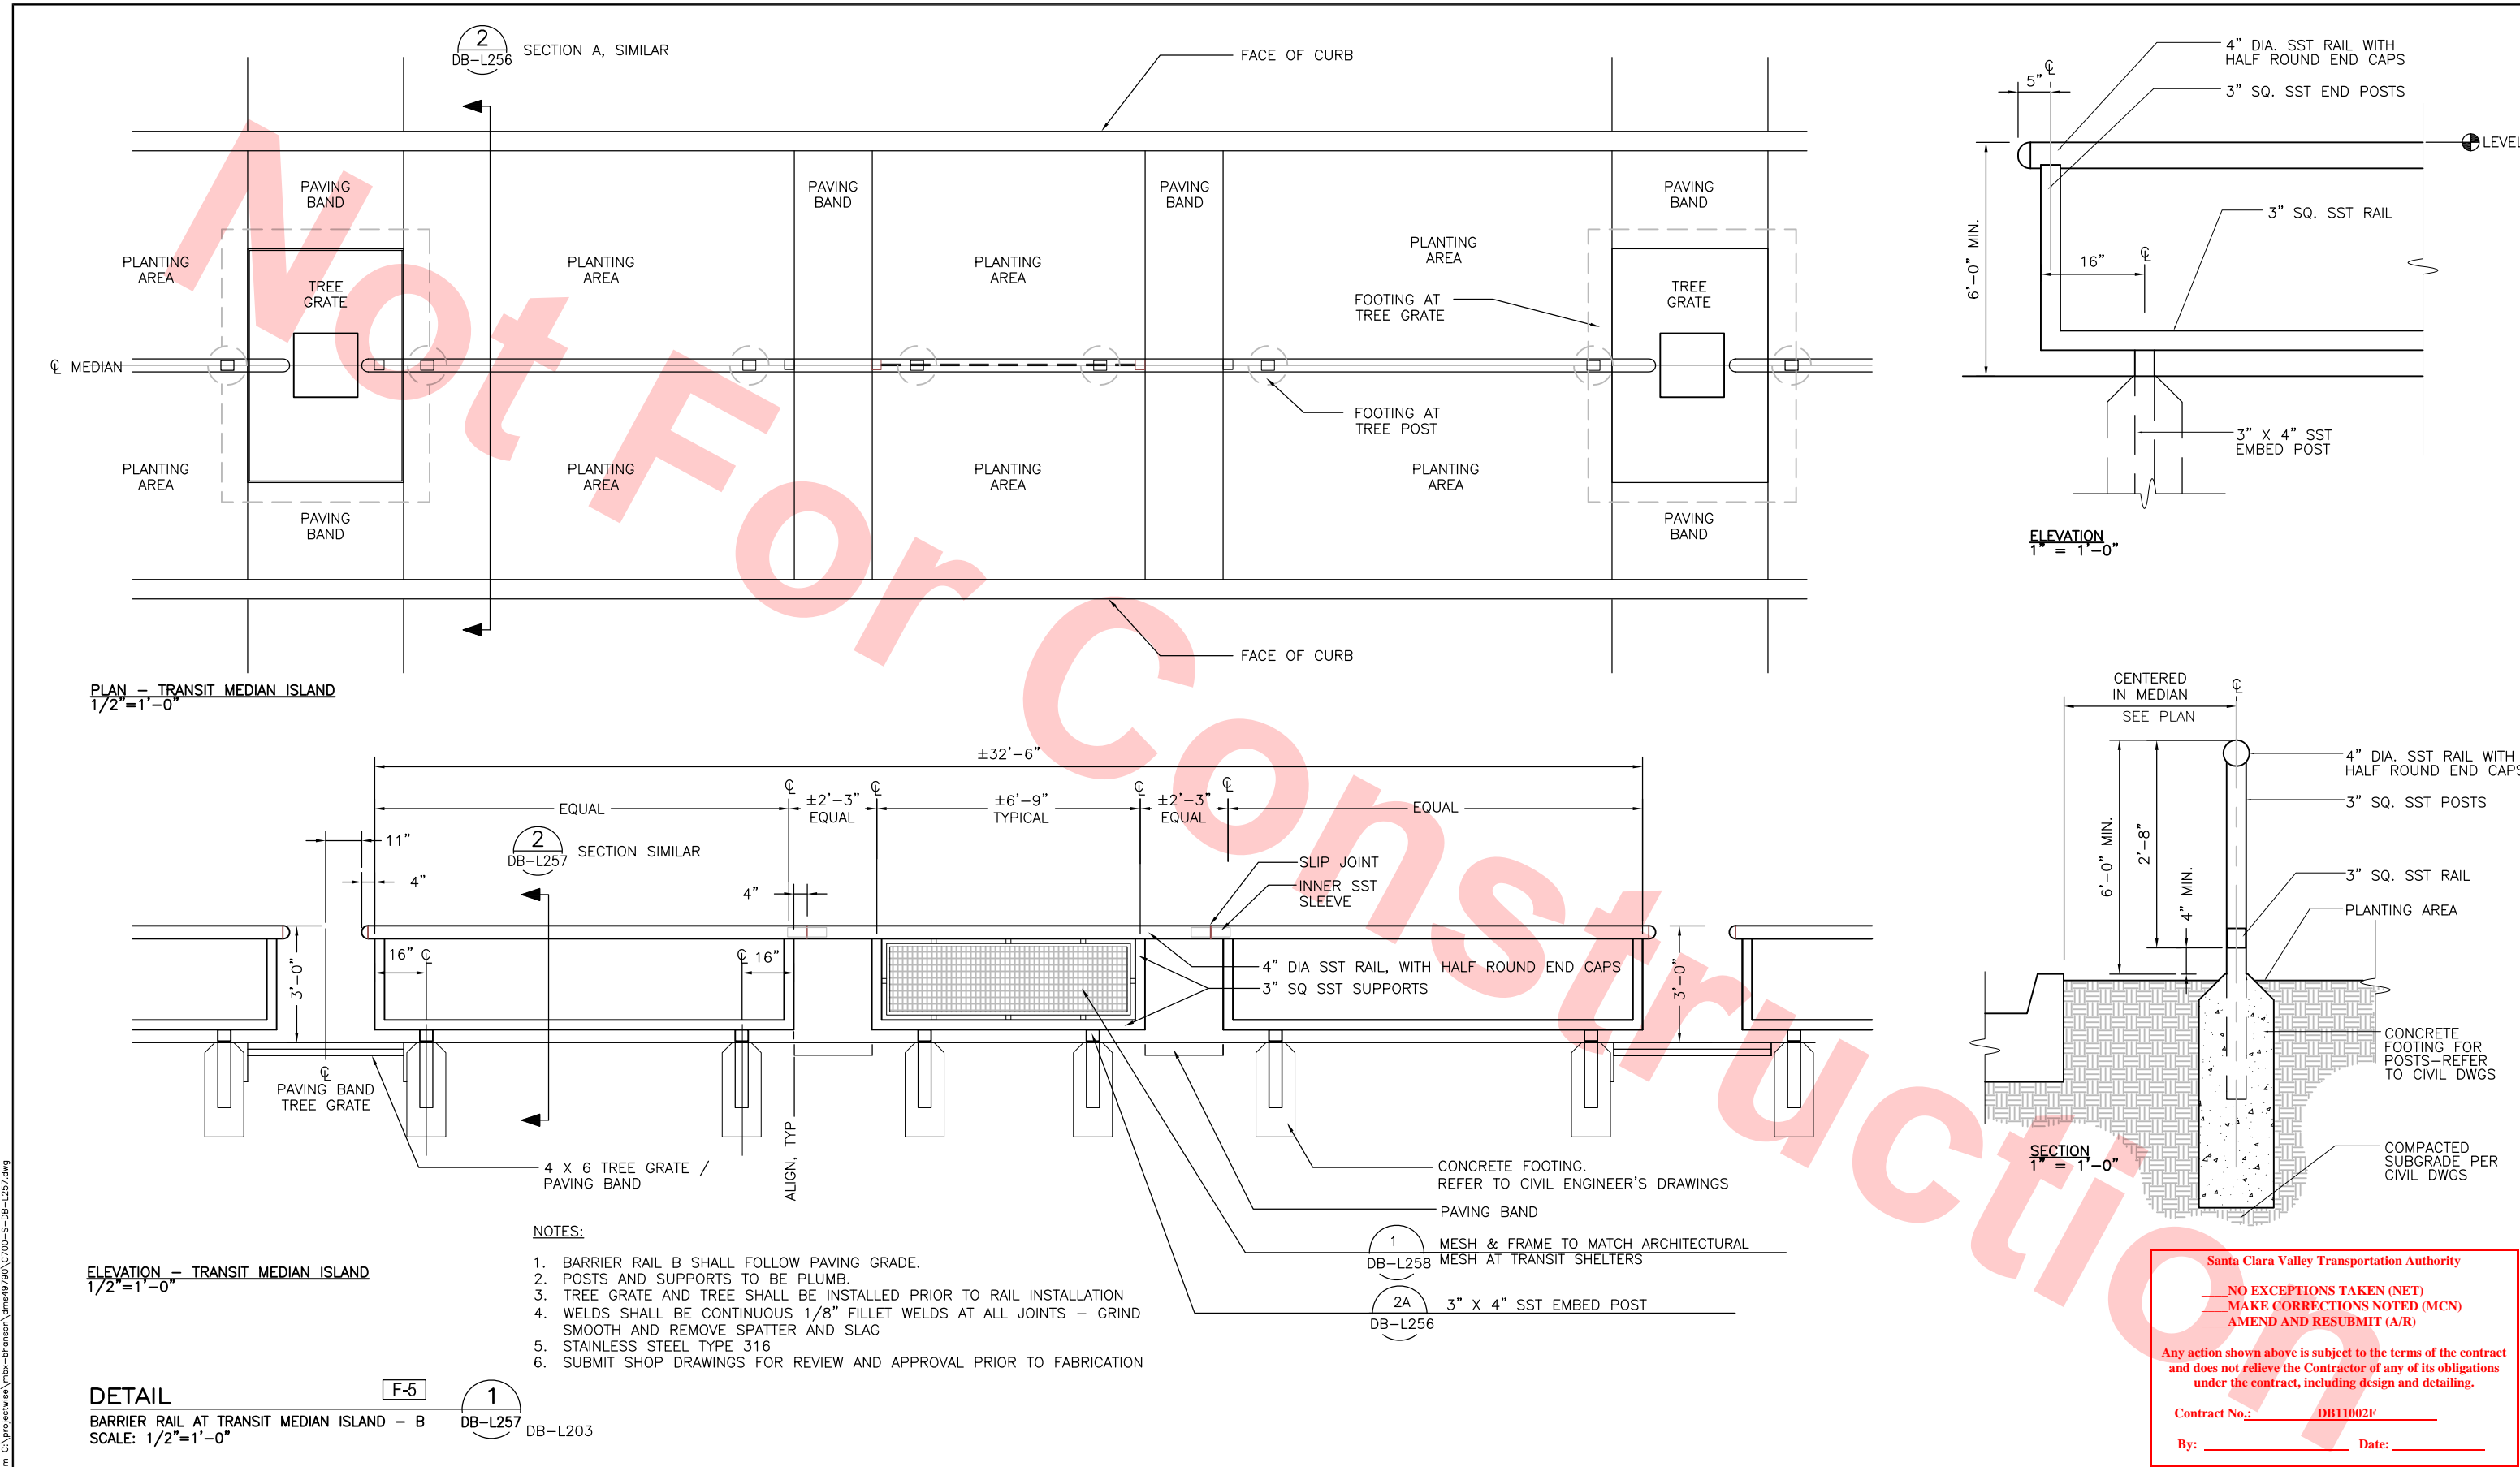 2
DB-L256
SECTION A, SIMILAR
FACE OF CURB
PAVING
BAND
PAVING
BAND
PAVING
BAND
PAVING
BAND
PLANTING
AREA
TREE
GRATE
PLANTING
AREA
PLANTING
AREA
PLANTING
AREA
FOOTING AT
TREE GRATE
TREE
GRATE
℄ MEDIAN
FOOTING AT
TREE POST
PLANTING
AREA
PLANTING
AREA
PLANTING
AREA
PLANTING
AREA
PAVING
BAND
PAVING
BAND
FACE OF CURB
PLAN – TRANSIT MEDIAN ISLAND
1/2"=1'-0"
4" DIA. SST RAIL WITH
HALF ROUND END CAPS
℄
5"
3" SQ. SST END POSTS
LEVEL
3" SQ. SST RAIL
6'-0" MIN.
16"
℄
3" X 4" SST
EMBED POST
ELEVATION
1" = 1'-0"
±32'-6"
EQUAL
℄
±2'-3"
EQUAL
℄
±6'-9"
TYPICAL
℄
±2'-3"
EQUAL
℄
EQUAL
11"
2
DB-L257
SECTION SIMILAR
4"
4"
SLIP JOINT
INNER SST
SLEEVE
16"
℄
℄
16"
3'-0"
3'-0"
4" DIA SST RAIL, WITH HALF ROUND END CAPS
3" SQ SST SUPPORTS
℄
PAVING BAND
TREE GRATE
ALIGN, TYP
4 X 6 TREE GRATE /
PAVING BAND
CONCRETE FOOTING.
REFER TO CIVIL ENGINEER'S DRAWINGS
PAVING BAND
1
DB-L258
MESH & FRAME TO MATCH ARCHITECTURAL
MESH AT TRANSIT SHELTERS
2A
DB-L256
3" X 4" SST EMBED POST
ELEVATION – TRANSIT MEDIAN ISLAND
1/2"=1'-0"
NOTES:
1. BARRIER RAIL B SHALL FOLLOW PAVING GRADE.
2. POSTS AND SUPPORTS TO BE PLUMB.
3. TREE GRATE AND TREE SHALL BE INSTALLED PRIOR TO RAIL INSTALLATION
4. WELDS SHALL BE CONTINUOUS 1/8" FILLET WELDS AT ALL JOINTS – GRIND
SMOOTH AND REMOVE SPATTER AND SLAG
5. STAINLESS STEEL TYPE 316
6. SUBMIT SHOP DRAWINGS FOR REVIEW AND APPROVAL PRIOR TO FABRICATION
DETAIL
F-5
1
DB-L257
DB-L203
BARRIER RAIL AT TRANSIT MEDIAN ISLAND – B
SCALE: 1/2"=1'-0"
CENTERED
IN MEDIAN
SEE PLAN
℄
4" DIA. SST RAIL WITH
HALF ROUND END CAPS
3" SQ. SST POSTS
6'-0" MIN.
2'-8"
4" MIN.
3" SQ. SST RAIL
PLANTING AREA
CONCRETE
FOOTING FOR
POSTS-REFER
TO CIVIL DWGS
COMPACTED
SUBGRADE PER
CIVIL DWGS
SECTION
1" = 1'-0"
Not For Construction
Santa Clara Valley Transportation Authority
____NO EXCEPTIONS TAKEN (NET)
____MAKE CORRECTIONS NOTED (MCN)
____AMEND AND RESUBMIT (A/R)
Any action shown above is subject to the terms of the contract
and does not relieve the Contractor of any of its obligations
under the contract, including design and detailing.
Contract No.: DB11002F
By: Date:
m C:\projectwise\mbx-bhanson\dms49790\C700-S-DB-L257.dwg